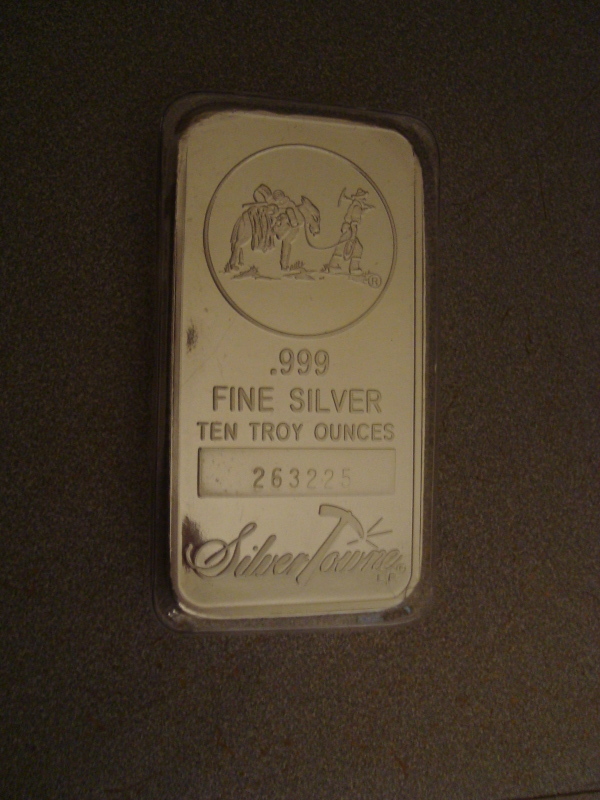 .999
FINE SILVER
TEN TROY OUNCES
263225
SilverTowne
L.P.